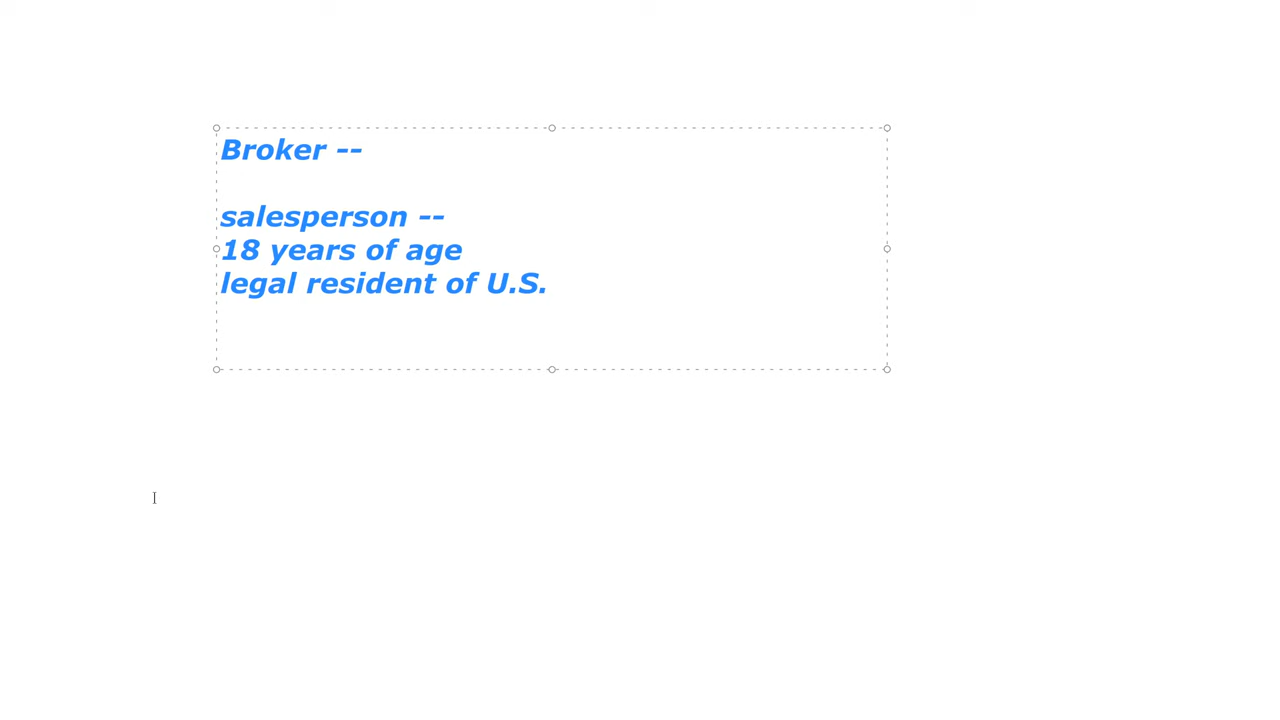 Broker --
salesperson --
18 years of age
legal resident of U.S.